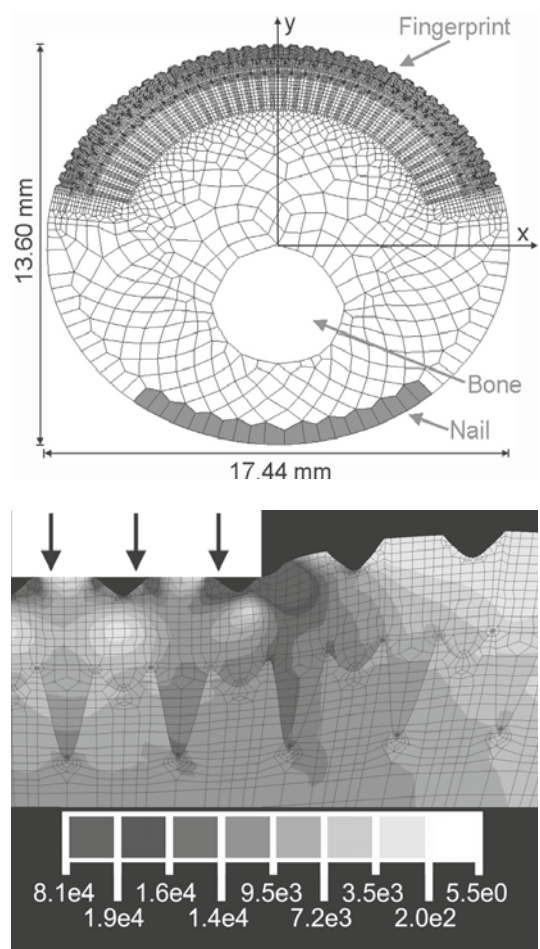 y
Fingerprint
13.60 mm
x
Bone
Nail
17.44 mm
8.1e4 1.6e4 9.5e3 3.5e3 5.5e0
1.9e4 1.4e4 7.2e3 2.0e2